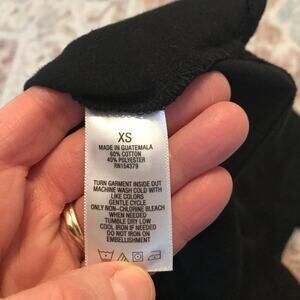 XS
MADE IN GUATEMALA
60% COTTON
40% POLYESTER
RN154379
TURN GARMENT INSIDE OUT
MACHINE WASH COLD WITH
LIKE COLORS
GENTLE CYCLE
ONLY NON-CHLORINE BLEACH
WHEN NEEDED
TUMBLE DRY LOW
COOL IRON IF NEEDED
DO NOT IRON ON
EMBELLISHMENT